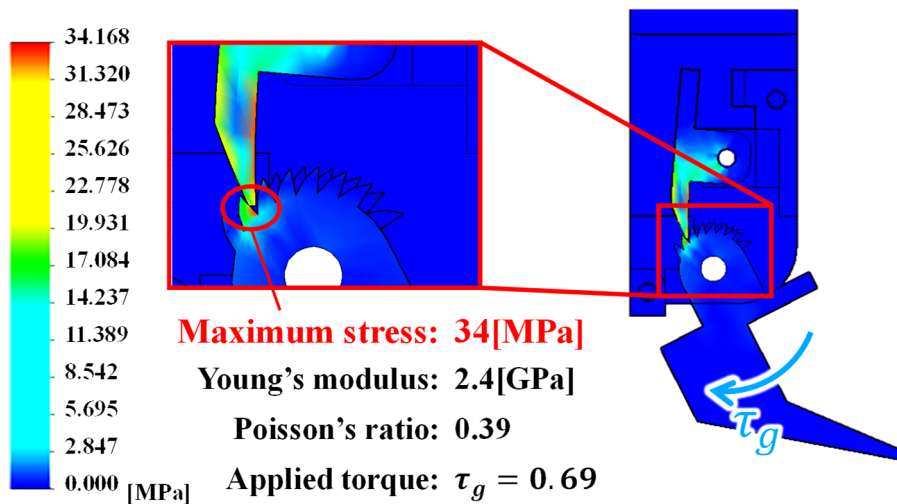 34.168
31.320
28.473
25.626
22.778
19.931
17.084
14.237
11.389
8.542
5.695
2.847
0.000 [MPa]
Maximum stress: 34[MPa]
Young's modulus: 2.4[GPa]
Poisson's ratio: 0.39
Applied torque: τg = 0.69
τg